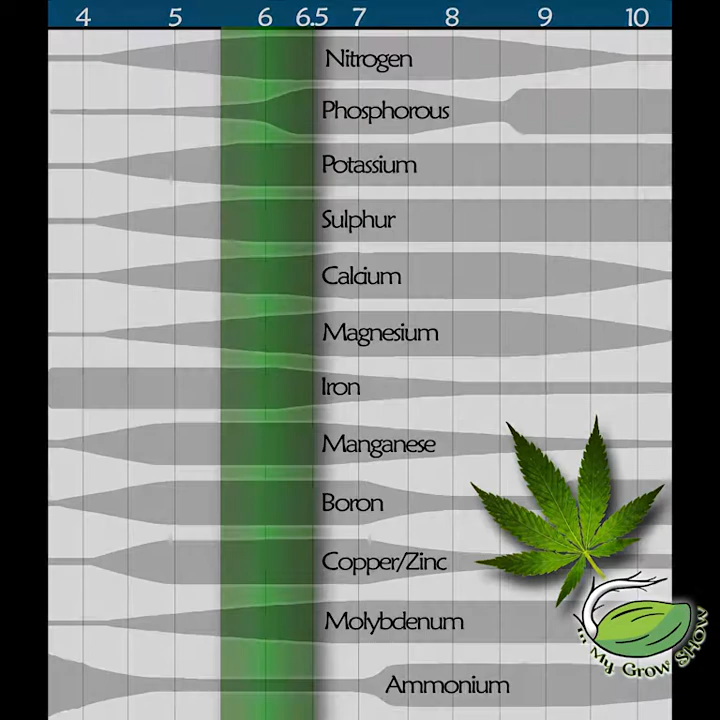 4 5 6 6.5 7 8 9 10
Nitrogen
Phosphorous
Potassium
Sulphur
Calcium
Magnesium
Iron
Manganese
Boron
Copper/Zinc
Molybdenum
In My Grow SHOW
Ammonium